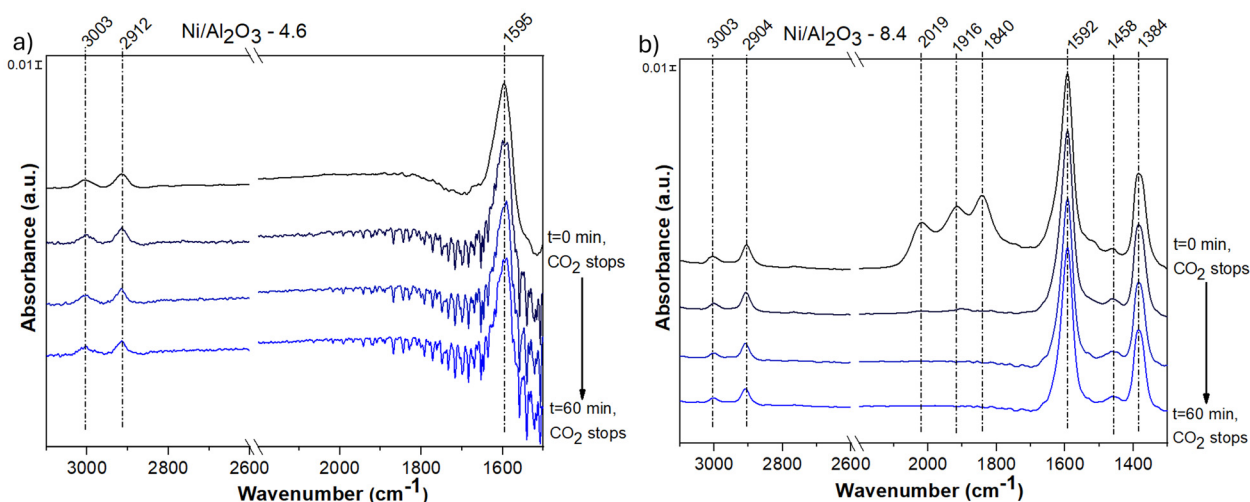 a)
3003
2912
Ni/Al2O3 - 4.6
1595
0.01
Absorbance (a.u.)
t=0 min,
CO2 stops
t=60 min,
CO2 stops
3000
2800
2600
2000
1800
1600
Wavenumber (cm-1)
b)
3003
2904
Ni/Al2O3 - 8.4
2019
1916
1840
1592
1458
1384
0.01
Absorbance (a.u.)
t=0 min,
CO2 stops
t=60 min,
CO2 stops
3000
2800
2600
2000
1800
1600
1400
Wavenumber (cm-1)